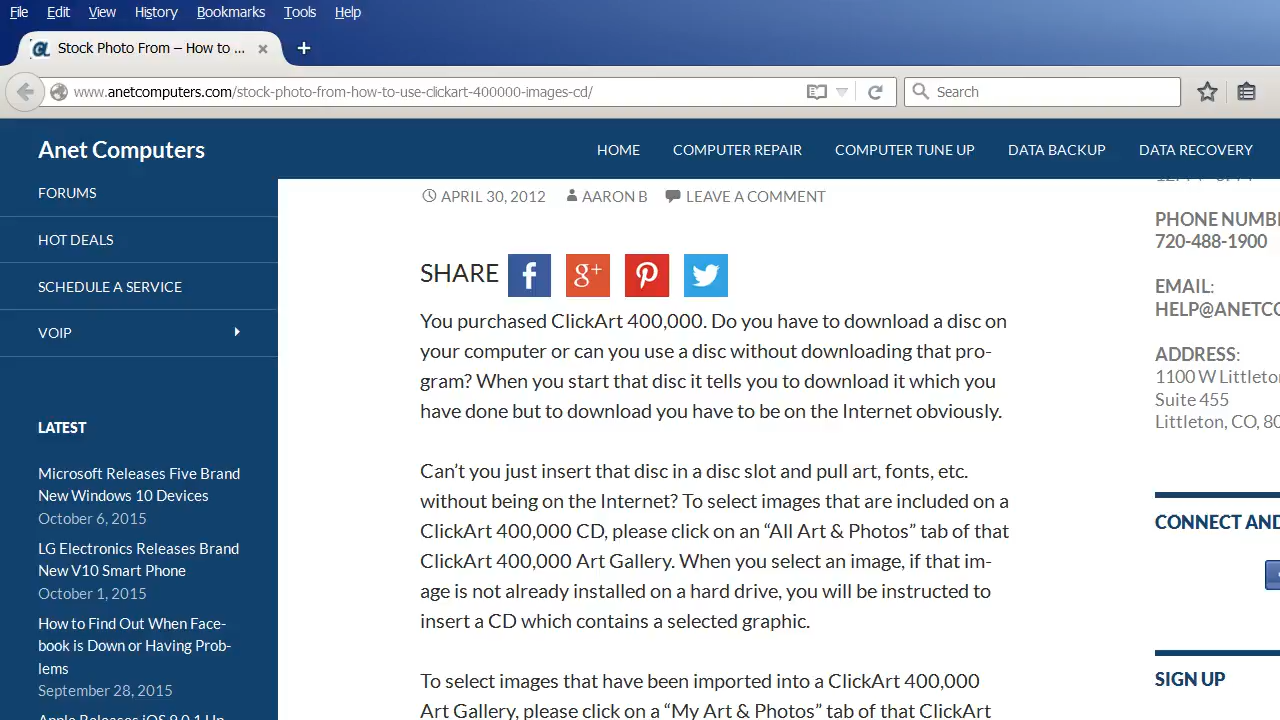 File Edit View History Bookmarks Tools Help
Stock Photo From – How to ...
www.anetcomputers.com/stock-photo-from-how-to-use-clickart-400000-images-cd/
Search
Anet Computers
HOME COMPUTER REPAIR COMPUTER TUNE UP DATA BACKUP DATA RECOVERY
FORUMS
HOT DEALS
SCHEDULE A SERVICE
VOIP
LATEST
Microsoft Releases Five Brand
New Windows 10 Devices
October 6, 2015
LG Electronics Releases Brand
New V10 Smart Phone
October 1, 2015
How to Find Out When Face-
book is Down or Having Prob-
lems
September 28, 2015
APRIL 30, 2012 AARON B LEAVE A COMMENT
SHARE
You purchased ClickArt 400,000. Do you have to download a disc on
your computer or can you use a disc without downloading that pro-
gram? When you start that disc it tells you to download it which you
have done but to download you have to be on the Internet obviously.
Can't you just insert that disc in a disc slot and pull art, fonts, etc.
without being on the Internet? To select images that are included on a
ClickArt 400,000 CD, please click on an “All Art & Photos” tab of that
ClickArt 400,000 Art Gallery. When you select an image, if that im-
age is not already installed on a hard drive, you will be instructed to
insert a CD which contains a selected graphic.
To select images that have been imported into a ClickArt 400,000
Art Gallery, please click on a “My Art & Photos” tab of that ClickArt
PHONE NUMBE
720-488-1900
EMAIL:
HELP@ANETCO
ADDRESS:
1100 W Littleto
Suite 455
Littleton, CO, 80
CONNECT AND
SIGN UP